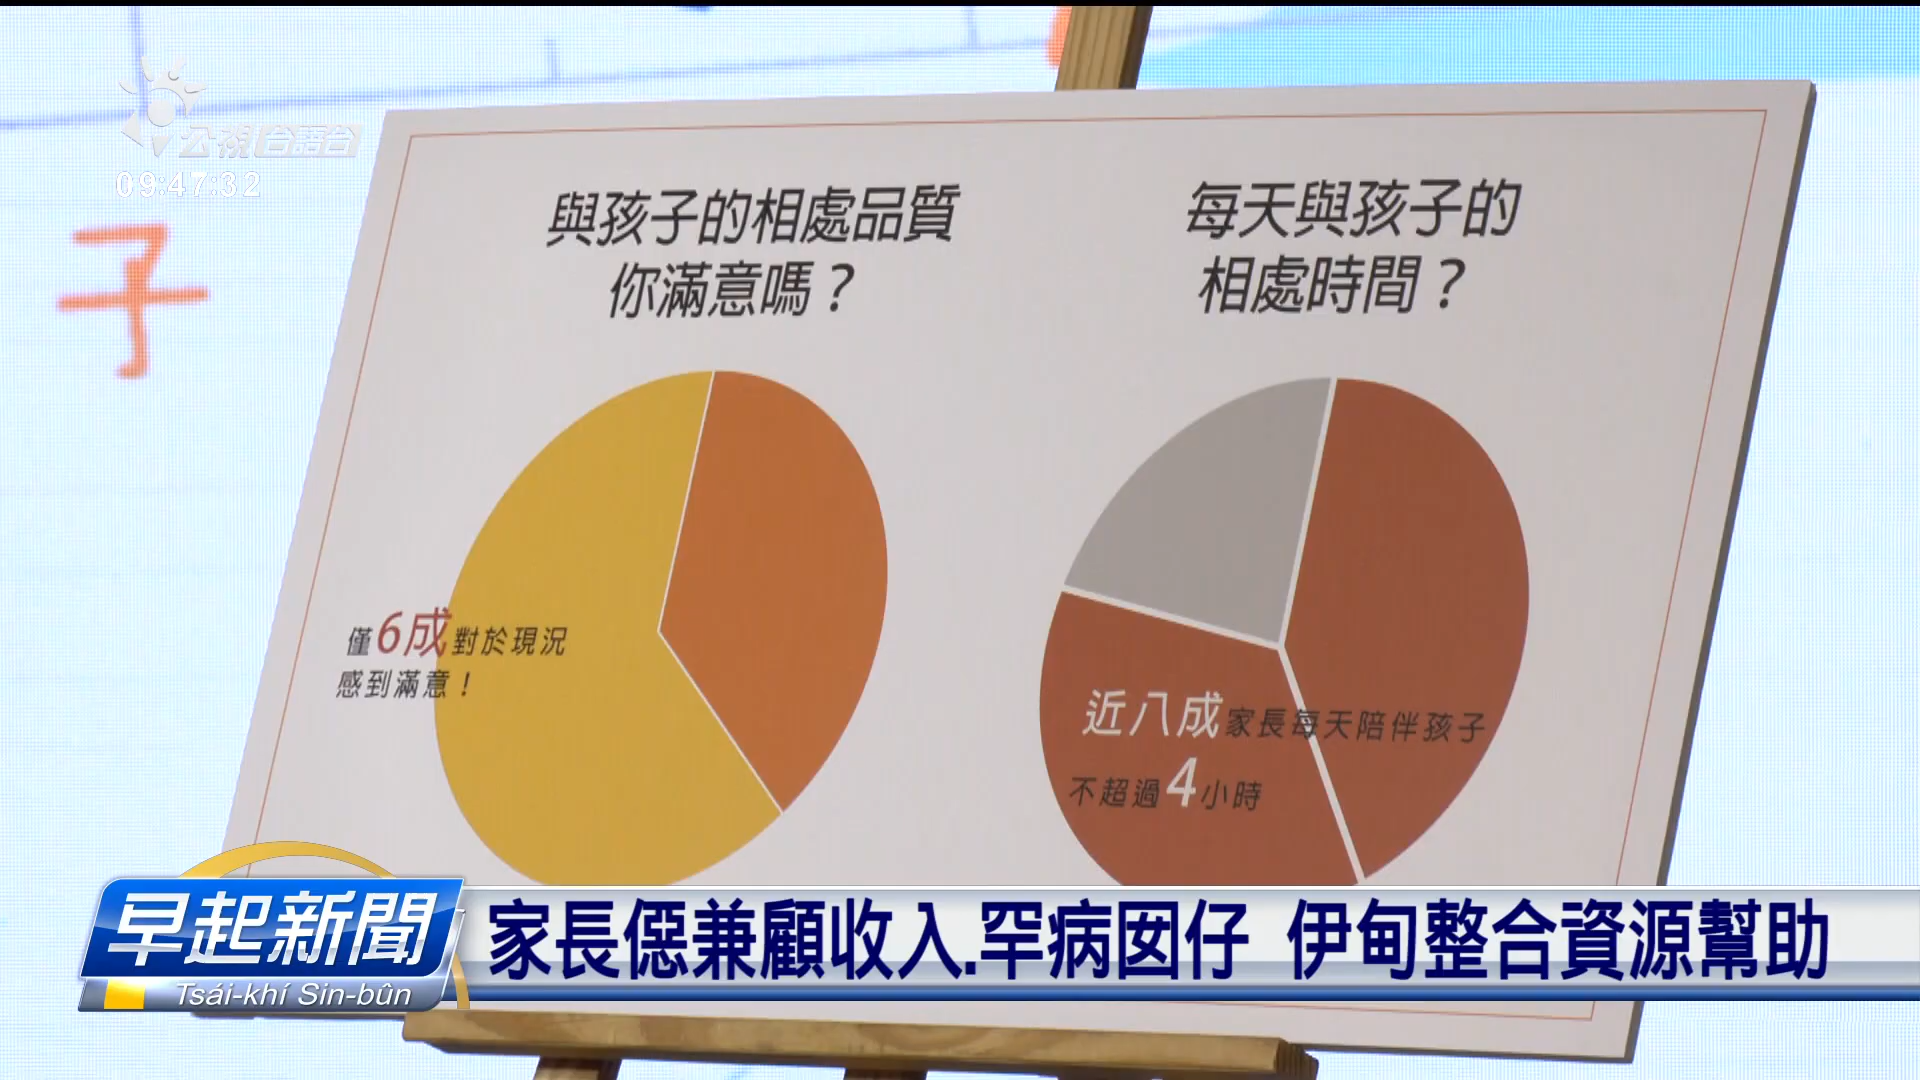 公視台語台
09:47:32
子
與孩子的相處品質
你滿意嗎？
每天與孩子的
相處時間？
僅6成對於現況
感到滿意！
近八成家長每天陪伴孩子
不超過4小時
早起新聞
Tsái-khí Sin-bûn
家長僫兼顧收入.罕病囡仔 伊甸整合資源幫助